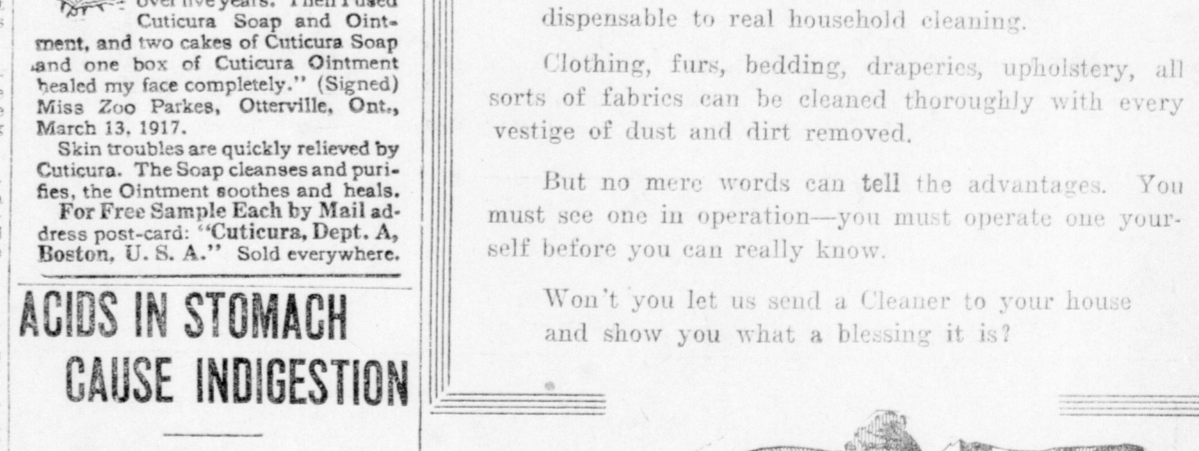 over five years. Then I used
Cuticura Soap and Oint-
ment, and two cakes of Cuticura Soap
and one box of Cuticura Ointment
healed my face completely." (Signed)
Miss Zoo Parkes, Otterville, Ont.,
March 13, 1917.
Skin troubles are quickly relieved by
Cuticura. The Soap cleanses and puri-
fies, the Ointment soothes and heals.
For Free Sample Each by Mail ad-
dress post-card: "Cuticura, Dept. A,
Boston, U. S. A." Sold everywhere.
ACIDS IN STOMACH
CAUSE INDIGESTION
dispensable to real household cleaning.
Clothing, furs, bedding, draperies, upholstery, all
sorts of fabrics can be cleaned thoroughly with every
vestige of dust and dirt removed.
But no mere words can tell the advantages. You
must see one in operation—you must operate one your-
self before you can really know.
Won't you let us send a Cleaner to your house
and show you what a blessing it is?